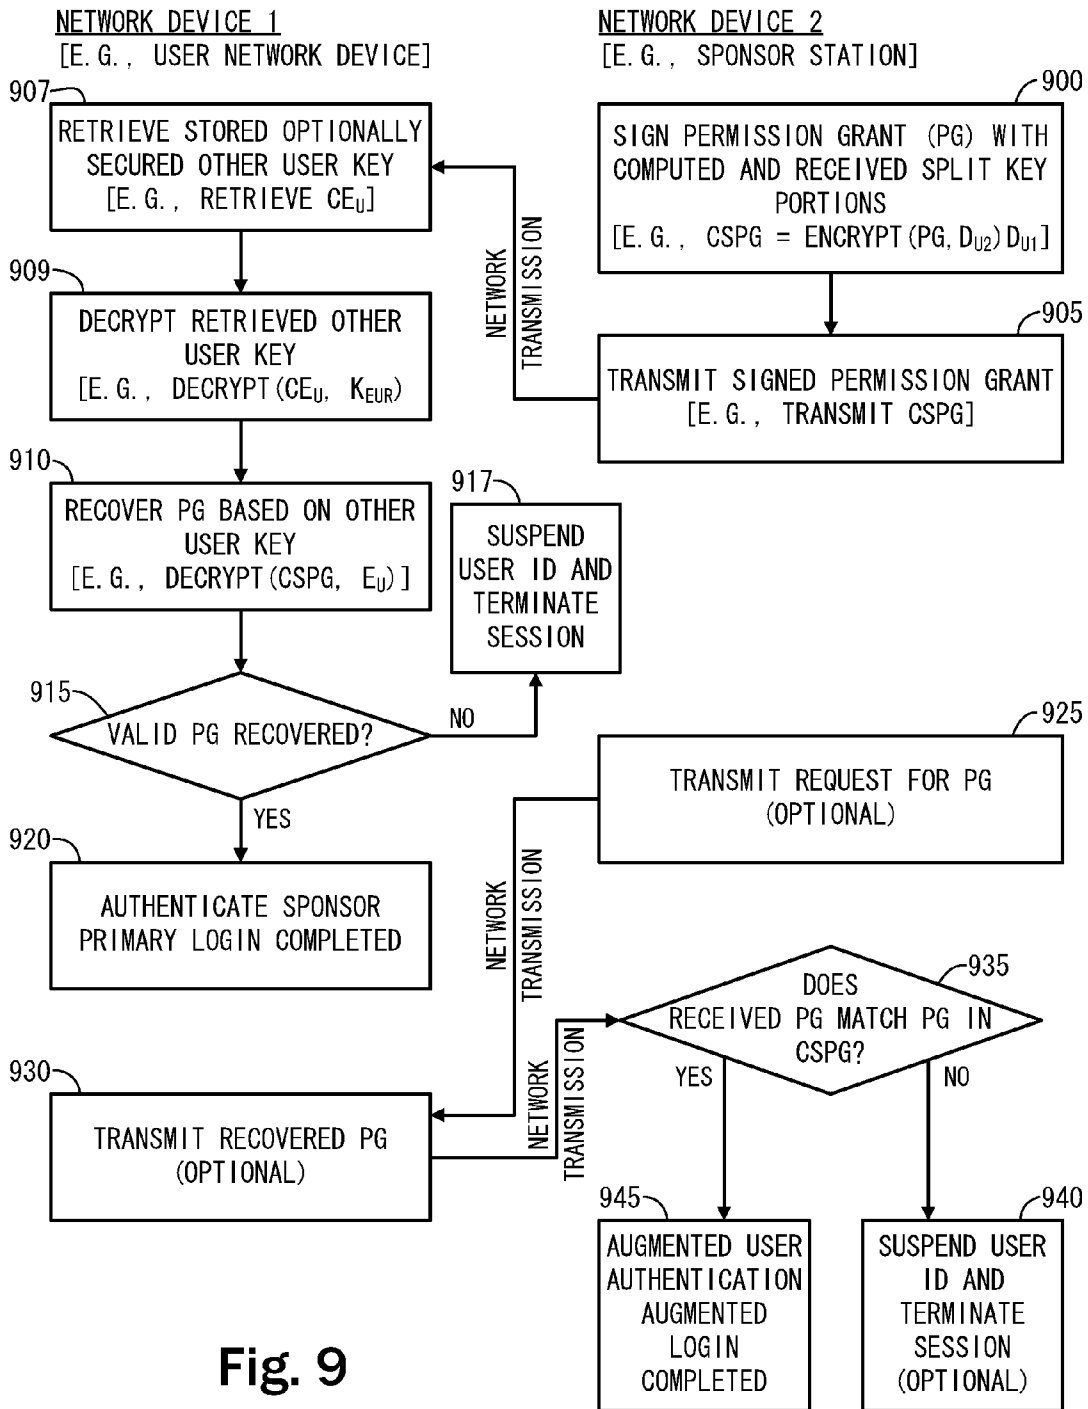 NETWORK DEVICE 1
[E.G., USER NETWORK DEVICE]
NETWORK DEVICE 2
[E.G., SPONSOR STATION]
907
RETRIEVE STORED OPTIONALLY
SECURED OTHER USER KEY
[E.G., RETRIEVE CEU]
900
SIGN PERMISSION GRANT (PG) WITH
COMPUTED AND RECEIVED SPLIT KEY
PORTIONS
[E.G., CSPG = ENCRYPT(PG,DU2)DU1]
NETWORK
TRANSMISSION
909
DECRYPT RETRIEVED OTHER
USER KEY
[E.G., DECRYPT(CEU, KEUR)
905
TRANSMIT SIGNED PERMISSION GRANT
[E.G., TRANSMIT CSPG]
910
RECOVER PG BASED ON OTHER
USER KEY
[E.G., DECRYPT(CSPG, EU)]
917
SUSPEND
USER ID AND
TERMINATE
SESSION
915
VALID PG RECOVERED?
NO
YES
925
TRANSMIT REQUEST FOR PG
(OPTIONAL)
920
AUTHENTICATE SPONSOR
PRIMARY LOGIN COMPLETED
NETWORK
TRANSMISSION
935
DOES
RECEIVED PG MATCH PG IN
CSPG?
YES
NO
930
TRANSMIT RECOVERED PG
(OPTIONAL)
NETWORK
TRANSMISSION
945
AUGMENTED USER
AUTHENTICATION
AUGMENTED
LOGIN
COMPLETED
940
SUSPEND USER
ID AND
TERMINATE
SESSION
(OPTIONAL)
Fig. 9